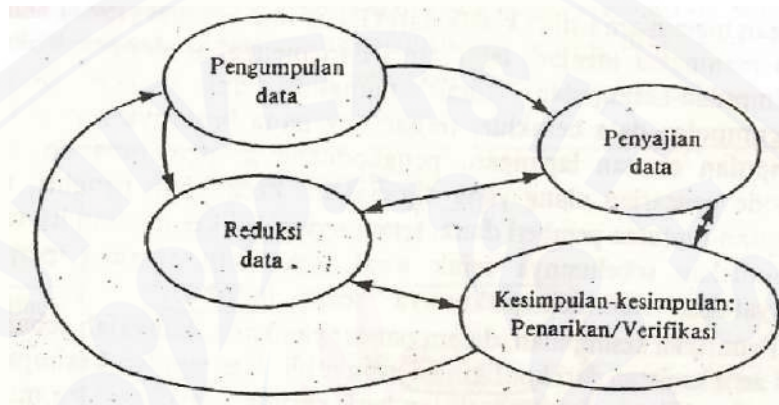 Pengumpulan
data
Penyajian
data
Reduksi
data
Kesimpulan-kesimpulan:
Penarikan/Verifikasi